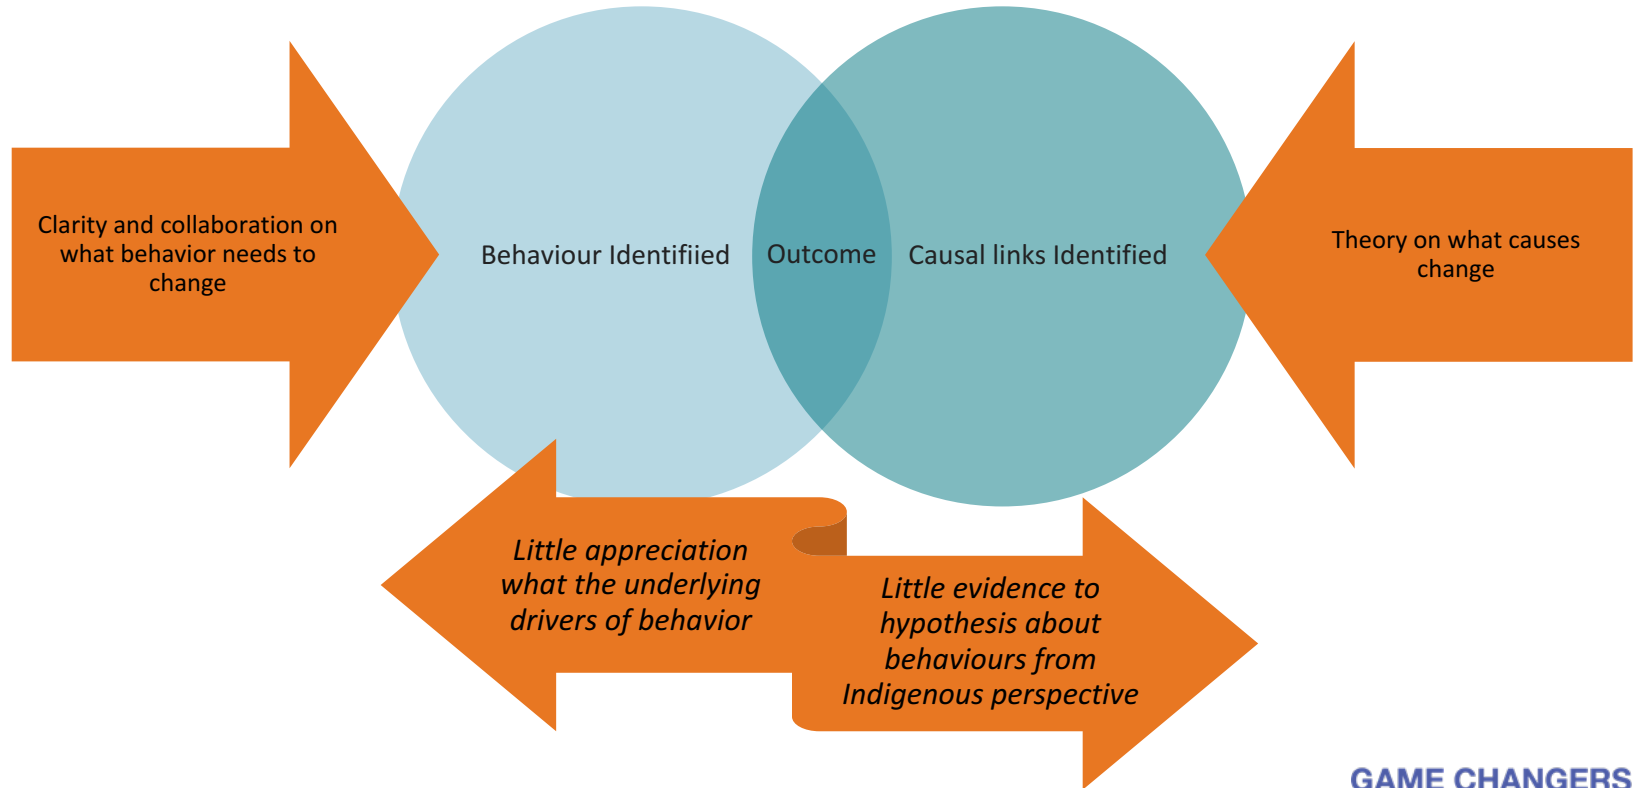 Clarity and collaboration on
what behavior needs to
change
Behaviour Identifiied
Outcome
Causal links Identified
Theory on what causes
change
Little appreciation
what the underlying
drivers of behavior
Little evidence to
hypothesis about
behaviours from
Indigenous perspective
GAME CHANGERS